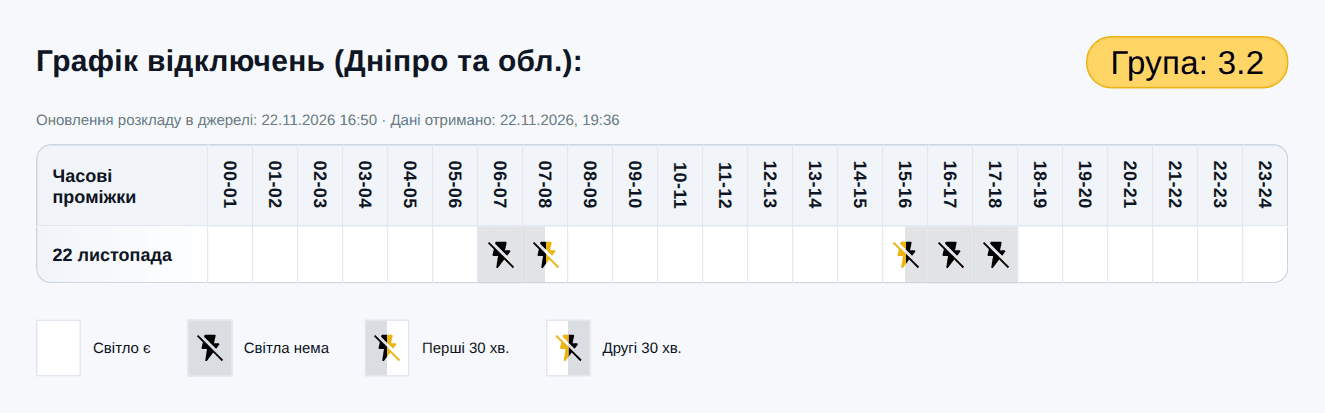 Графік відключень (Дніпро та обл.):
Група: 3.2
Оновлення розкладу в джерелі: 22.11.2026 16:50 · Дані отримано: 22.11.2026, 19:36
Часові
проміжки
00-01
01-02
02-03
03-04
04-05
05-06
06-07
07-08
08-09
09-10
10-11
11-12
12-13
13-14
14-15
15-16
16-17
17-18
18-19
19-20
20-21
21-22
22-23
23-24
22 листопада
Світло є
Світла нема
Перші 30 хв.
Другі 30 хв.